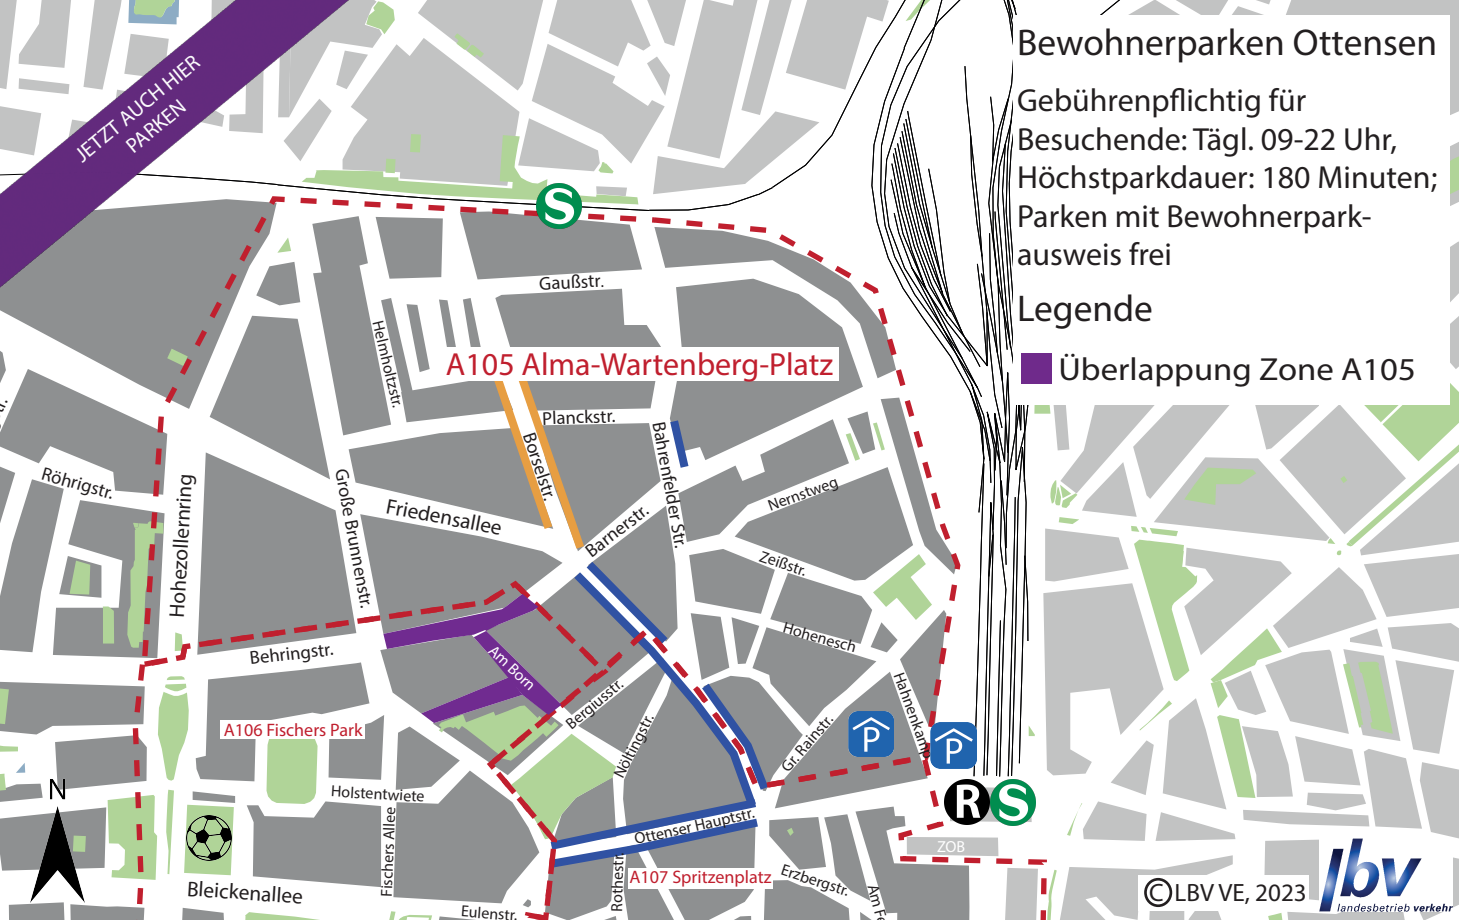 JETZT AUCH HIER
PARKEN
Bewohnerparken Ottensen
Gebührenpflichtig für
Besuchende: Tägl. 09-22 Uhr,
Höchstparkdauer: 180 Minuten;
Parken mit Bewohnerpark-
ausweis frei
Legende
Überlappung Zone A105
S
Gaußstr.
Helmholtzstr.
A105 Alma-Wartenberg-Platz
Planckstr.
Borselstr.
Bahrenfelder Str.
Röhrigstr.
Hohezollernring
Große Brunnenstr.
Friedensallee
Barnerstr.
Nernstweg
Zeißstr.
Hohenesch
Behringstr.
Am Born
Bergiusstr.
Nöltingstr.
Gr. Rainstr.
Hahnenkamp
P
P
A106 Fischers Park
Holstentwiete
Fischers Allee
N
R
S
Ottenser Hauptstr.
ZOB
A107 Spritzenplatz
Rothestr
Erzbergstr.
Am Fe
Bleickenallee
Eulenstr.
©LBV VE, 2023
lbv
landesbetrieb verkehr